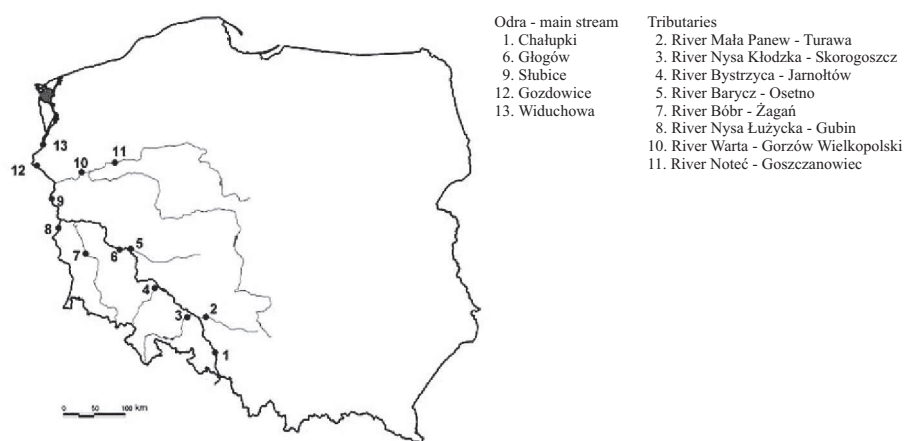 Odra - main stream
1. Chałupki
6. Głogów
9. Słubice
12. Gozdowice
13. Widuchowa
Tributaries
2. River Mała Panew - Turawa
3. River Nysa Kłodzka - Skorogoszcz
4. River Bystrzyca - Jarnołtów
5. River Barycz - Osetno
7. River Bóbr - Żagań
8. River Nysa Łużycka - Gubin
10. River Warta - Gorzów Wielkopolski
11. River Noteć - Goszczanowiec
13
12
11
10
9
8
7
6
5
4
3
2
1
0 50 100 km